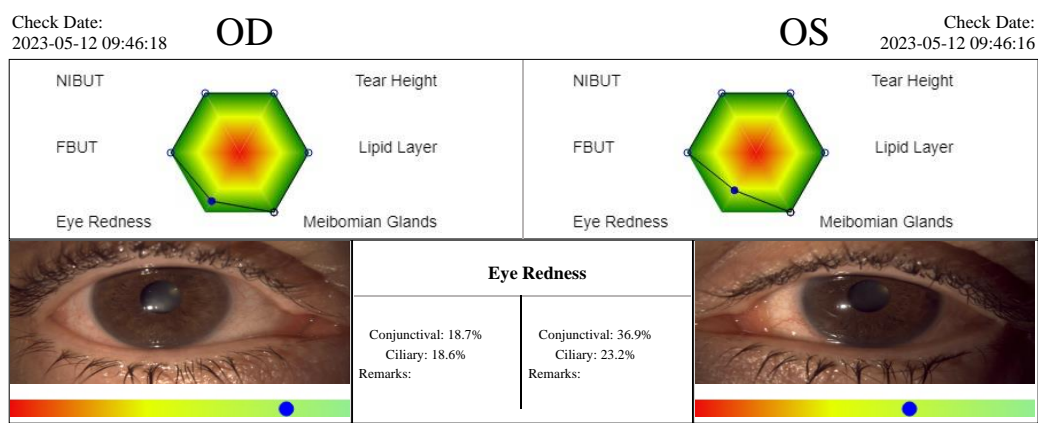 Check Date:
2023-05-12 09:46:18
OD
OS
Check Date:
2023-05-12 09:46:16
NIBUT
Tear Height
FBUT
Lipid Layer
Eye Redness
Meibomian Glands
NIBUT
Tear Height
FBUT
Lipid Layer
Eye Redness
Meibomian Glands
Eye Redness
Conjunctival: 18.7%
Ciliary: 18.6%
Remarks:
Conjunctival: 36.9%
Ciliary: 23.2%
Remarks: